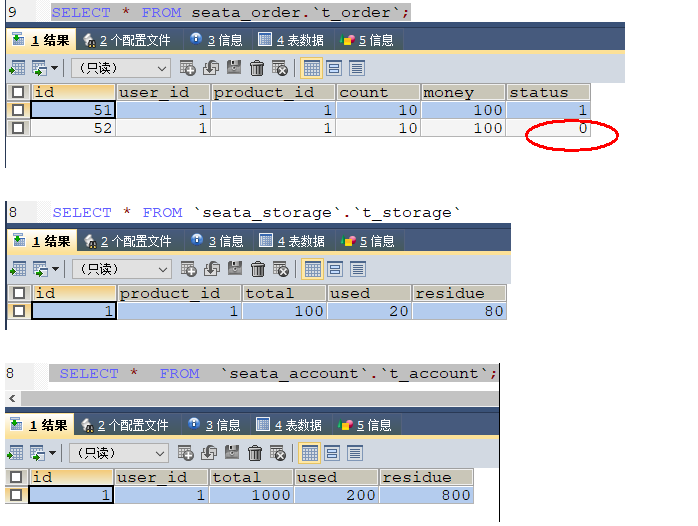 9 SELECT * FROM seata_order.`t_order`;
1 结果 2 个配置文件 3 信息 4 表数据 5 信息
(只读)
id user_id product_id count money status
51 1 1 10 100 1
52 1 1 10 100 0
8 SELECT * FROM `seata_storage`.`t_storage`
1 结果 2 个配置文件 3 信息 4 表数据 5 信息
(只读)
id product_id total used residue
1 1 100 20 80
8 SELECT * FROM `seata_account`.`t_account`;
<
1 结果 2 个配置文件 3 信息 4 表数据 5 信息
(只读)
id user_id total used residue
1 1 1000 200 800